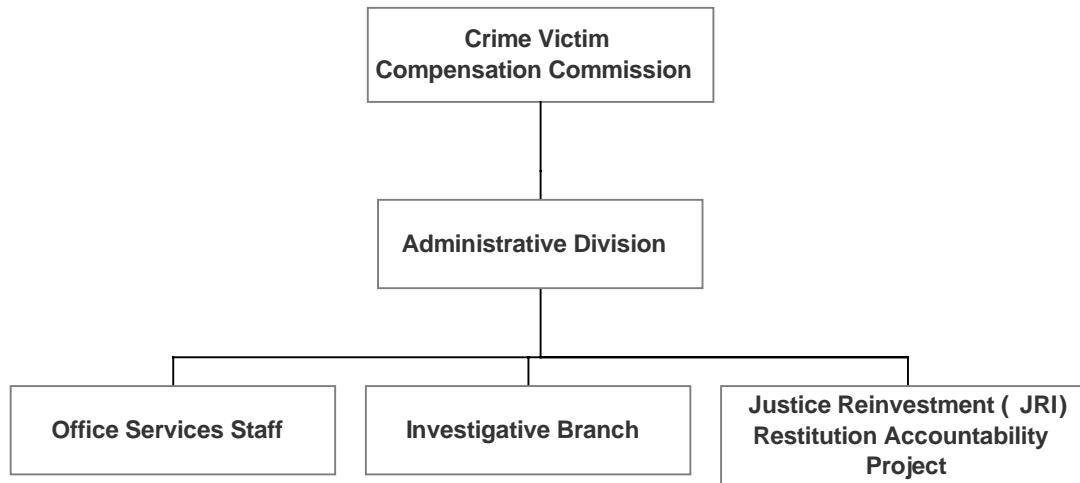 Crime Victim
Compensation Commission
Administrative Division
Office Services Staff
Investigative Branch
Justice Reinvestment ( JRI)
Restitution Accountability
Project